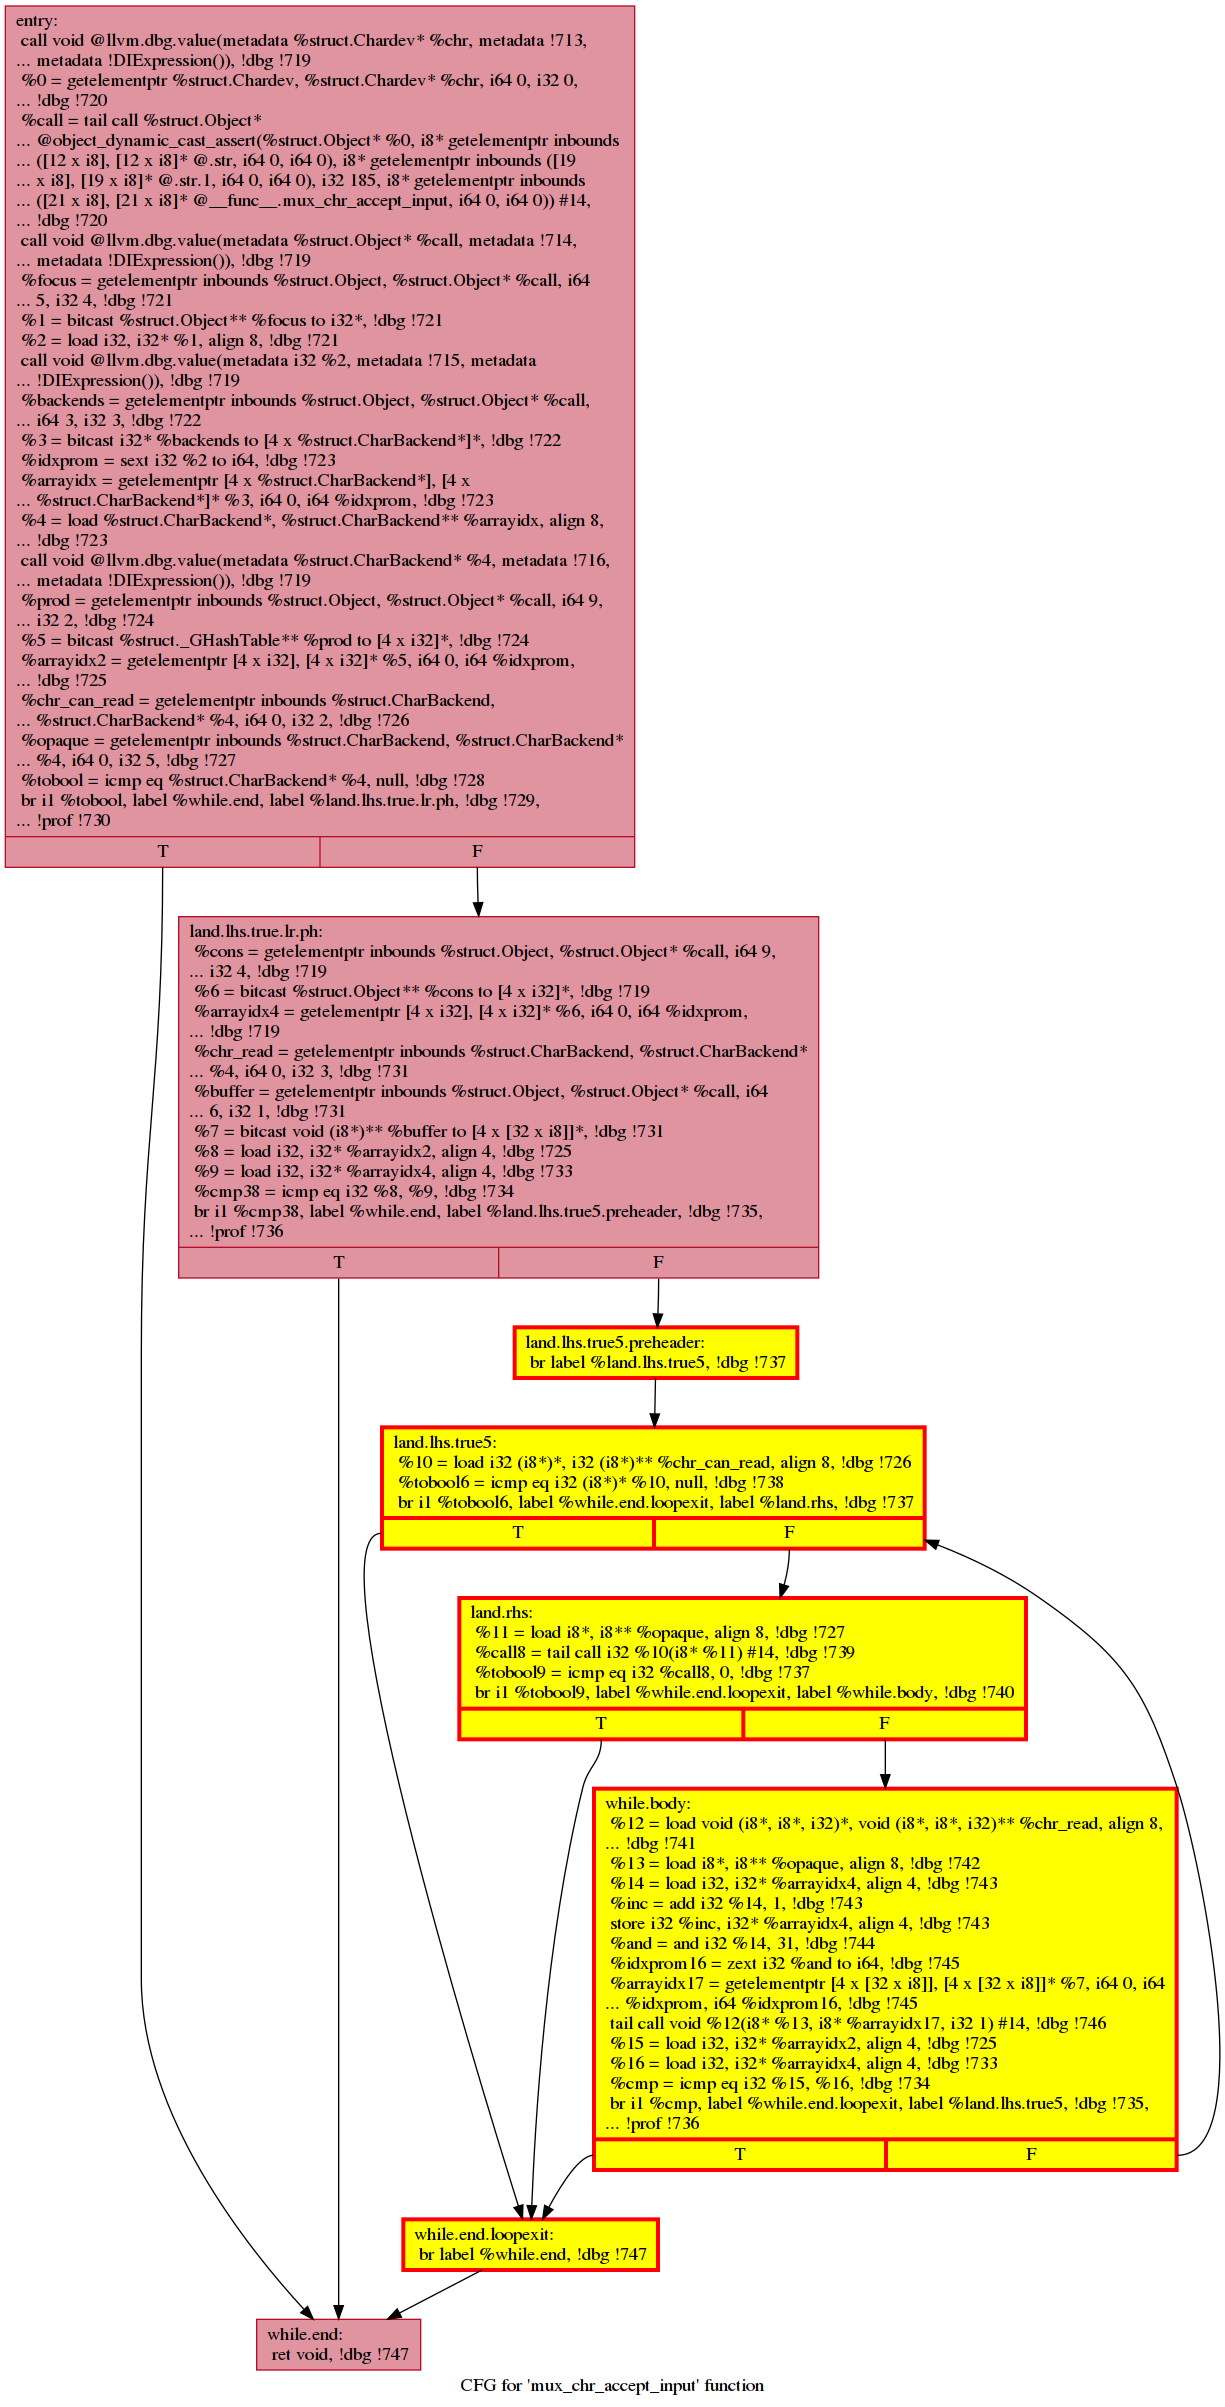 entry:
call void @llvm.dbg.value(metadata %struct.Chardev* %chr, metadata !713,
... metadata !DIExpression()), !dbg !719
%0 = getelementptr %struct.Chardev, %struct.Chardev* %chr, i64 0, i32 0,
... !dbg !720
%call = tail call %struct.Object*
... @object_dynamic_cast_assert(%struct.Object* %0, i8* getelementptr inbounds
... ([12 x i8], [12 x i8]* @.str, i64 0, i64 0), i8* getelementptr inbounds ([19
... x i8], [19 x i8]* @.str.1, i64 0, i64 0), i32 185, i8* getelementptr inbounds
... ([21 x i8], [21 x i8]* @__func__.mux_chr_accept_input, i64 0, i64 0)) #14,
... !dbg !720
call void @llvm.dbg.value(metadata %struct.Object* %call, metadata !714,
... metadata !DIExpression()), !dbg !719
%focus = getelementptr inbounds %struct.Object, %struct.Object* %call, i64
... 5, i32 4, !dbg !721
%1 = bitcast %struct.Object** %focus to i32*, !dbg !721
%2 = load i32, i32* %1, align 8, !dbg !721
call void @llvm.dbg.value(metadata i32 %2, metadata !715, metadata
... !DIExpression()), !dbg !719
%backends = getelementptr inbounds %struct.Object, %struct.Object* %call,
... i64 3, i32 3, !dbg !722
%3 = bitcast i32* %backends to [4 x %struct.CharBackend*]*, !dbg !722
%idxprom = sext i32 %2 to i64, !dbg !723
%arrayidx = getelementptr [4 x %struct.CharBackend*], [4 x
... %struct.CharBackend*]* %3, i64 0, i64 %idxprom, !dbg !723
%4 = load %struct.CharBackend*, %struct.CharBackend** %arrayidx, align 8,
... !dbg !723
call void @llvm.dbg.value(metadata %struct.CharBackend* %4, metadata !716,
... metadata !DIExpression()), !dbg !719
%prod = getelementptr inbounds %struct.Object, %struct.Object* %call, i64 9,
... i32 2, !dbg !724
%5 = bitcast %struct._GHashTable** %prod to [4 x i32]*, !dbg !724
%arrayidx2 = getelementptr [4 x i32], [4 x i32]* %5, i64 0, i64 %idxprom,
... !dbg !725
%chr_can_read = getelementptr inbounds %struct.CharBackend,
... %struct.CharBackend* %4, i64 0, i32 2, !dbg !726
%opaque = getelementptr inbounds %struct.CharBackend, %struct.CharBackend*
... %4, i64 0, i32 5, !dbg !727
%tobool = icmp eq %struct.CharBackend* %4, null, !dbg !728
br i1 %tobool, label %while.end, label %land.lhs.true.lr.ph, !dbg !729,
... !prof !730
T F
land.lhs.true.lr.ph:
%cons = getelementptr inbounds %struct.Object, %struct.Object* %call, i64 9,
... i32 4, !dbg !719
%6 = bitcast %struct.Object** %cons to [4 x i32]*, !dbg !719
%arrayidx4 = getelementptr [4 x i32], [4 x i32]* %6, i64 0, i64 %idxprom,
... !dbg !719
%chr_read = getelementptr inbounds %struct.CharBackend, %struct.CharBackend*
... %4, i64 0, i32 3, !dbg !731
%buffer = getelementptr inbounds %struct.Object, %struct.Object* %call, i64
... 6, i32 1, !dbg !731
%7 = bitcast void (i8*)** %buffer to [4 x [32 x i8]]*, !dbg !731
%8 = load i32, i32* %arrayidx2, align 4, !dbg !725
%9 = load i32, i32* %arrayidx4, align 4, !dbg !733
%cmp38 = icmp eq i32 %8, %9, !dbg !734
br i1 %cmp38, label %while.end, label %land.lhs.true5.preheader, !dbg !735,
... !prof !736
T F
land.lhs.true5.preheader:
br label %land.lhs.true5, !dbg !737
land.lhs.true5:
%10 = load i32 (i8*)*, i32 (i8*)** %chr_can_read, align 8, !dbg !726
%tobool6 = icmp eq i32 (i8*)* %10, null, !dbg !738
br i1 %tobool6, label %while.end.loopexit, label %land.rhs, !dbg !737
T F
land.rhs:
%11 = load i8*, i8** %opaque, align 8, !dbg !727
%call8 = tail call i32 %10(i8* %11) #14, !dbg !739
%tobool9 = icmp eq i32 %call8, 0, !dbg !737
br i1 %tobool9, label %while.end.loopexit, label %while.body, !dbg !740
T F
while.body:
%12 = load void (i8*, i8*, i32)*, void (i8*, i8*, i32)** %chr_read, align 8,
... !dbg !741
%13 = load i8*, i8** %opaque, align 8, !dbg !742
%14 = load i32, i32* %arrayidx4, align 4, !dbg !743
%inc = add i32 %14, 1, !dbg !743
store i32 %inc, i32* %arrayidx4, align 4, !dbg !743
%and = and i32 %14, 31, !dbg !744
%idxprom16 = zext i32 %and to i64, !dbg !745
%arrayidx17 = getelementptr [4 x [32 x i8]], [4 x [32 x i8]]* %7, i64 0, i64
... %idxprom, i64 %idxprom16, !dbg !745
tail call void %12(i8* %13, i8* %arrayidx17, i32 1) #14, !dbg !746
%15 = load i32, i32* %arrayidx2, align 4, !dbg !725
%16 = load i32, i32* %arrayidx4, align 4, !dbg !733
%cmp = icmp eq i32 %15, %16, !dbg !734
br i1 %cmp, label %while.end.loopexit, label %land.lhs.true5, !dbg !735,
... !prof !736
T F
while.end.loopexit:
br label %while.end, !dbg !747
while.end:
ret void, !dbg !747
CFG for 'mux_chr_accept_input' function